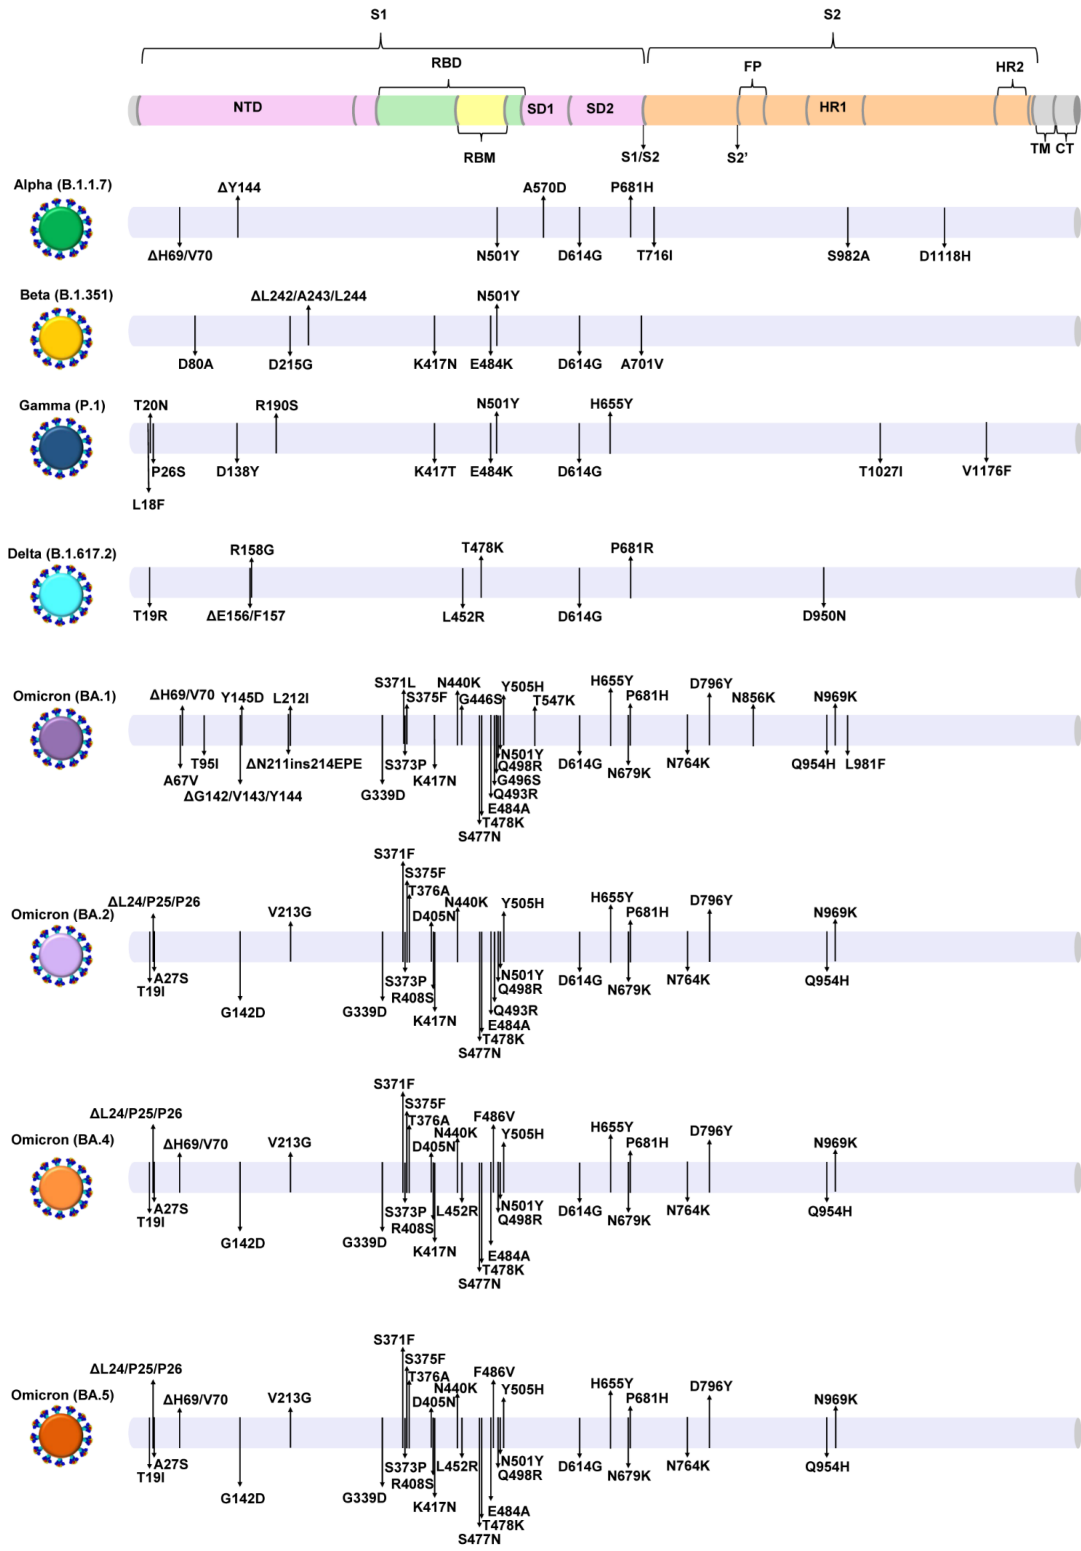 S1 S2
RBD FP HR2
NTD SD1 SD2 HR1
RBM S1/S2 S2’ TM CT
Alpha (B.1.1.7)
ΔY144 A570D P681H
ΔH69/V70 N501Y D614G T716I S982A D1118H
Beta (B.1.351)
ΔL242/A243/L244 N501Y
D80A D215G K417N E484K D614G A701V
Gamma (P.1)
T20N R190S N501Y H655Y
P26S D138Y K417T E484K D614G T1027I V1176F
L18F
Delta (B.1.617.2)
R158G T478K P681R
T19R ΔE156/F157 L452R D614G D950N
Omicron (BA.1)
S371L N440K H655Y D796Y
ΔH69/V70 Y145D L212I S375F G446S Y505H T547K P681H N856K N969K
T95I ΔN211ins214EPE S373P N501Y D614G N764K Q954H L981F
A67V K417N Q498R N679K
ΔG142/V143/Y144 G339D G496S
Q493R
E484A
T478K
S477N
Omicron (BA.2)
S371F
S375F
ΔL24/P25/P26 T376A N440K Y505H H655Y D796Y
V213G D405N P681H N969K
A27S S373P N501Y D614G N764K Q954H
T19I R408S Q498R N679K
G142D G339D K417N Q493R
E484A
T478K
S477N
Omicron (BA.4)
S371F
S375F
ΔL24/P25/P26 T376A F486V
ΔH69/V70 V213G D405N N440K Y505H H655Y P681H D796Y N969K
A27S S373P L452R N501Y D614G N764K Q954H
T19I R408S Q498R N679K
G142D G339D K417N E484A
T478K
S477N
Omicron (BA.5)
S371F
S375F
ΔL24/P25/P26 T376A F486V
ΔH69/V70 V213G D405N N440K Y505H H655Y P681H D796Y N969K
A27S S373P L452R N501Y D614G N764K Q954H
T19I R408S Q498R N679K
G142D G339D K417N E484A
T478K
S477N